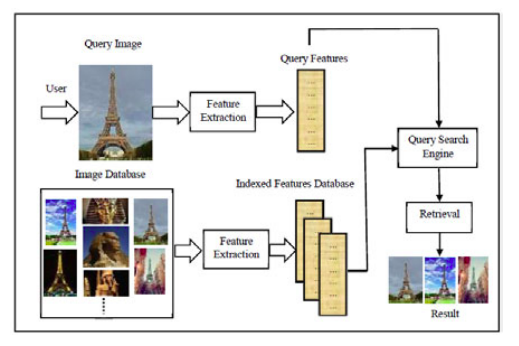 Query Image
User
Feature
Extraction
Query Features
Query Search
Engine
Image Database
Feature
Extraction
Indexed Features Database
Retrieval
Result